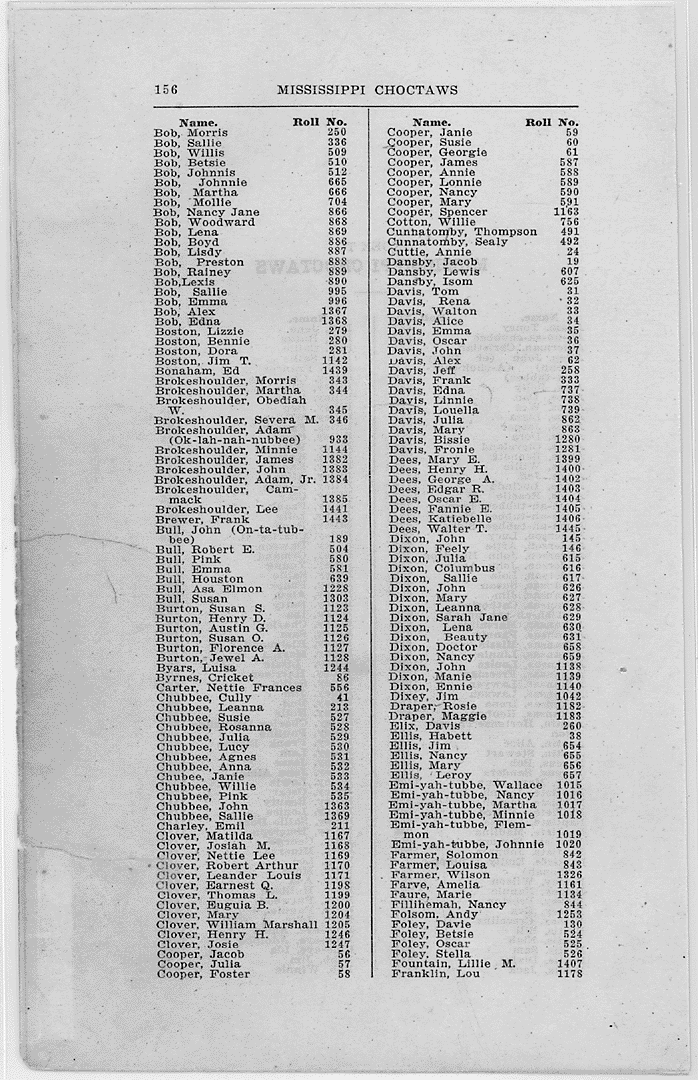 156 MISSISSIPPI CHOCTAWS
Name. Roll No.
Bob, Morris 250
Bob, Sallie 336
Bob, Willis 509
Bob, Betsie 510
Bob, Johnnis 512
Bob, Johnnie 665
Bob, Martha 666
Bob, Mollie 704
Bob, Nancy Jane 866
Bob, Woodward 868
Bob, Lena 869
Bob, Boyd 886
Bob, Lisdy 887
Bob, Preston 888
Bob, Rainey 889
Bob,Lexis 890
Bob, Sallie 995
Bob, Emma 996
Bob, Alex 1367
Bob, Edna 1368
Boston, Lizzie 279
Boston, Bennie 280
Boston, Dora 281
Boston, Jim T. 1142
Bonaham, Ed 1439
Brokeshoulder, Morris 343
Brokeshoulder, Martha 344
Brokeshoulder, Obediah
W. 345
Brokeshoulder, Severa M. 346
Brokeshoulder, Adam
(Ok-lah-nah-nubbee) 933
Brokeshoulder, Minnie 1144
Brokeshoulder, James 1382
Brokeshoulder, John 1383
Brokeshoulder, Adam, Jr. 1384
Brokeshoulder, Cam-
mack 1385
Brokeshoulder, Lee 1441
Brewer, Frank 1443
Bull, John (On-ta-tub-
bee) 189
Bull, Robert E. 504
Bull, Pink 580
Bull, Emma 581
Bull, Houston 639
Bull, Asa Elmon 1228
Bull, Susan 1303
Burton, Susan S. 1123
Burton, Henry D. 1124
Burton, Austin G. 1125
Burton, Susan O. 1126
Burton, Florence A. 1127
Burton, Jewel A. 1128
Byars, Luisa 1244
Byrnes, Cricket 86
Carter, Nettie Frances 556
Chubbee, Cully 41
Chubbee, Leanna 213
Chubbee, Susie 527
Chubbee, Rosanna 528
Chubbee, Julia 529
Chubbee, Lucy 530
Chubbee, Agnes 531
Chubbee, Anna 532
Chubee, Janie 533
Chubbee, Willie 534
Chubbee, Pink 535
Chubbee, John 1363
Chubbee, Sallie 1369
Charley, Emil 211
Clover, Matilda 1167
Clover, Josiah M. 1168
Clover, Nettie Lee 1169
Clover, Robert Arthur 1170
Clover, Leander Louis 1171
Clover, Earnest Q. 1198
Clover, Thomas L. 1199
Clover, Euguia B. 1200
Clover, Mary 1204
Clover, William Marshall 1205
Clover, Henry H. 1246
Clover, Josie 1247
Cooper, Jacob 56
Cooper, Julia 57
Cooper, Foster 58
Name. Roll No.
Cooper, Janie 59
Cooper, Susie 60
Cooper, Georgie 61
Cooper, James 587
Cooper, Annie 588
Cooper, Lonnie 589
Cooper, Nancy 590
Cooper, Mary 591
Cooper, Spencer 1163
Cotton, Willie 756
Cunnatomby, Thompson 491
Cunnatomby, Sealy 492
Cuttie, Annie 24
Dansby, Jacob 19
Dansby, Lewis 607
Dansby, Isom 625
Davis, Tom 31
Davis, Rena 32
Davis, Walton 33
Davis, Alice 34
Davis, Emma 35
Davis, Oscar 36
Davis, John 37
Davis, Alex 62
Davis, Jeff 258
Davis, Frank 333
Davis, Edna 737
Davis, Linnie 738
Davis, Louella 739
Davis, Julia 862
Davis, Mary 863
Davis, Bissie 1280
Davis, Fronie 1281
Dees, Mary E. 1399
Dees, Henry H. 1400
Dees, George A. 1402
Dees, Edgar R. 1403
Dees, Oscar E. 1404
Dees, Fannie E. 1405
Dees, Katiebelle 1406
Dees, Walter T. 1445
Dixon, John 145
Dixon, Feely 146
Dixon, Julia 615
Dixon, Columbus 616
Dixon, Sallie 617
Dixon, John 626
Dixon, Mary 627
Dixon, Leanna 628
Dixon, Sarah Jane 629
Dixon, Lena 630
Dixon, Beauty 631
Dixon, Doctor 658
Dixon, Nancy 659
Dixon, John 1138
Dixon, Manie 1139
Dixon, Ennie 1140
Dixey, Jim 1042
Draper, Rosie 1182
Draper, Maggie 1183
Elix, Davis 260
Ellis, Habett 38
Ellis, Jim 654
Ellis, Nancy 655
Ellis, Mary 656
Ellis, Leroy 657
Emi-yah-tubbe, Wallace 1015
Emi-yah-tubbe, Nancy 1016
Emi-yah-tubbe, Martha 1017
Emi-yah-tubbe, Minnie 1018
Emi-yah-tubbe, Flem-
mon 1019
Emi-yah-tubbe, Johnnie 1020
Farmer, Solomon 842
Farmer, Louisa 843
Farmer, Wilson 1326
Farve, Amelia 1161
Faure, Marie 1134
Fillihemah, Nancy 844
Folsom, Andy 1253
Foley, Davie 130
Foley, Betsie 524
Foley, Oscar 525
Foley, Stella 526
Fountain, Lillie M. 1407
Franklin, Lou 1178